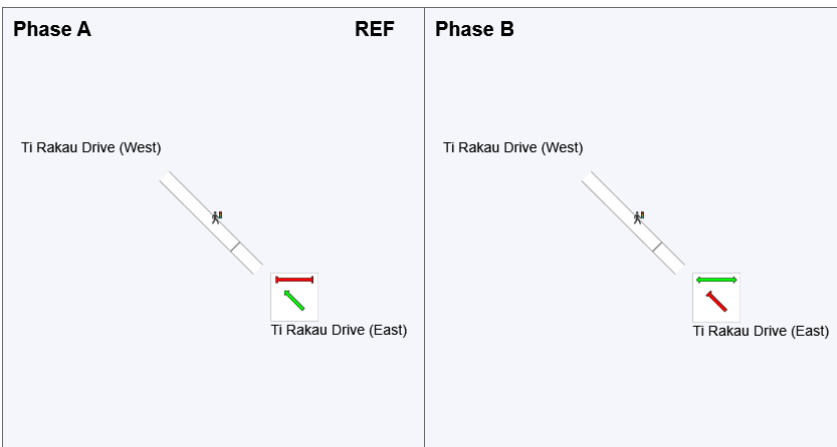 Phase A
REF
Ti Rakau Drive (West)
Ti Rakau Drive (East)
Phase B
Ti Rakau Drive (West)
Ti Rakau Drive (East)